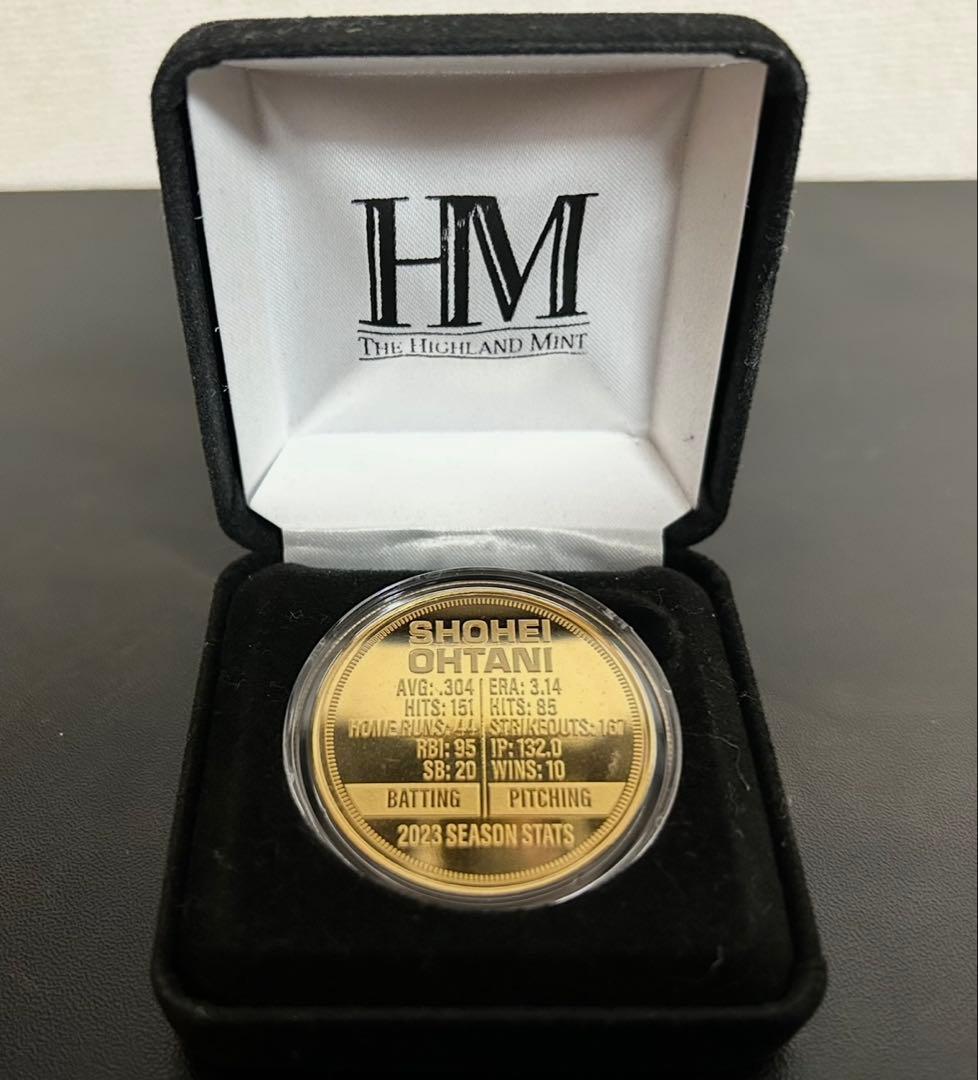 HM
THE HIGHLAND MINT
SHOHEI
OHTANI
AVG: .304 ERA: 3.14
HITS: 151 HITS: 85
HOME RUNS: 44 STRIKEOUTS: 167
RBI: 95 IP: 132.0
SB: 20 WINS: 10
BATTING PITCHING
2023 SEASON STATS